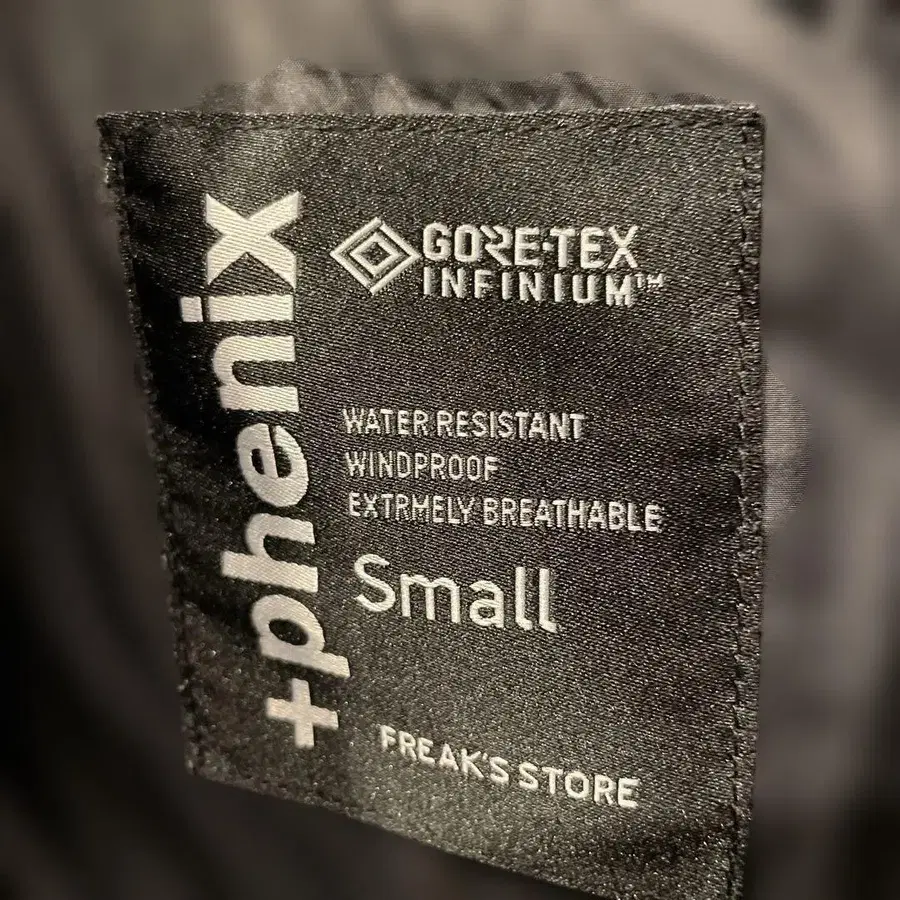 +phenix
GORE-TEX
INFINIUM™
WATER RESISTANT
WINDPROOF
EXTRMELY BREATHABLE
Small
FREAK'S STORE